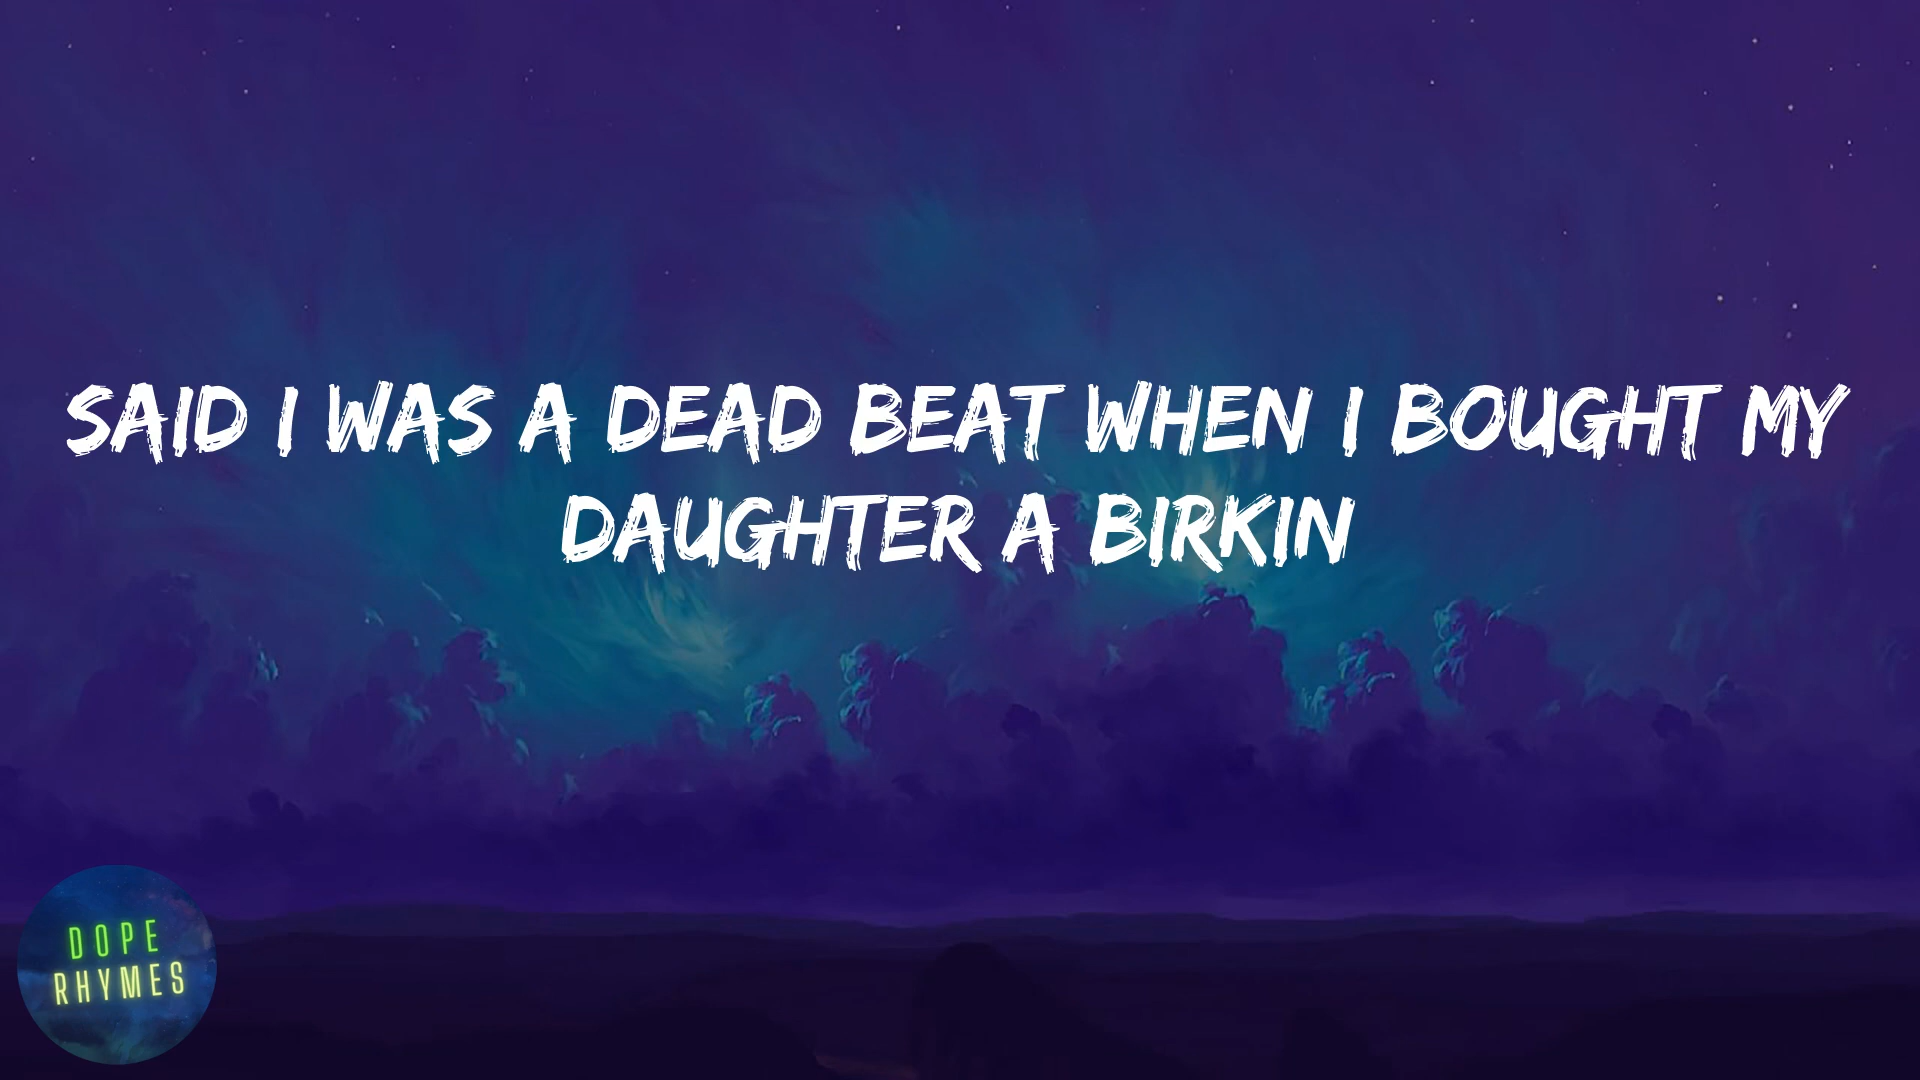 SAID I WAS A DEAD BEAT WHEN I BOUGHT MY
DAUGHTER A BIRKIN
DOPE
RHYMES